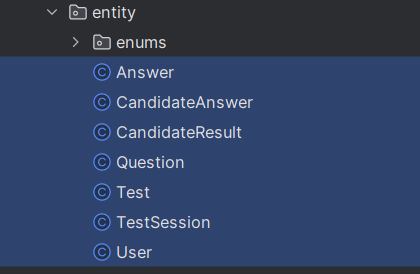 entity
enums
Answer
CandidateAnswer
CandidateResult
Question
Test
TestSession
User